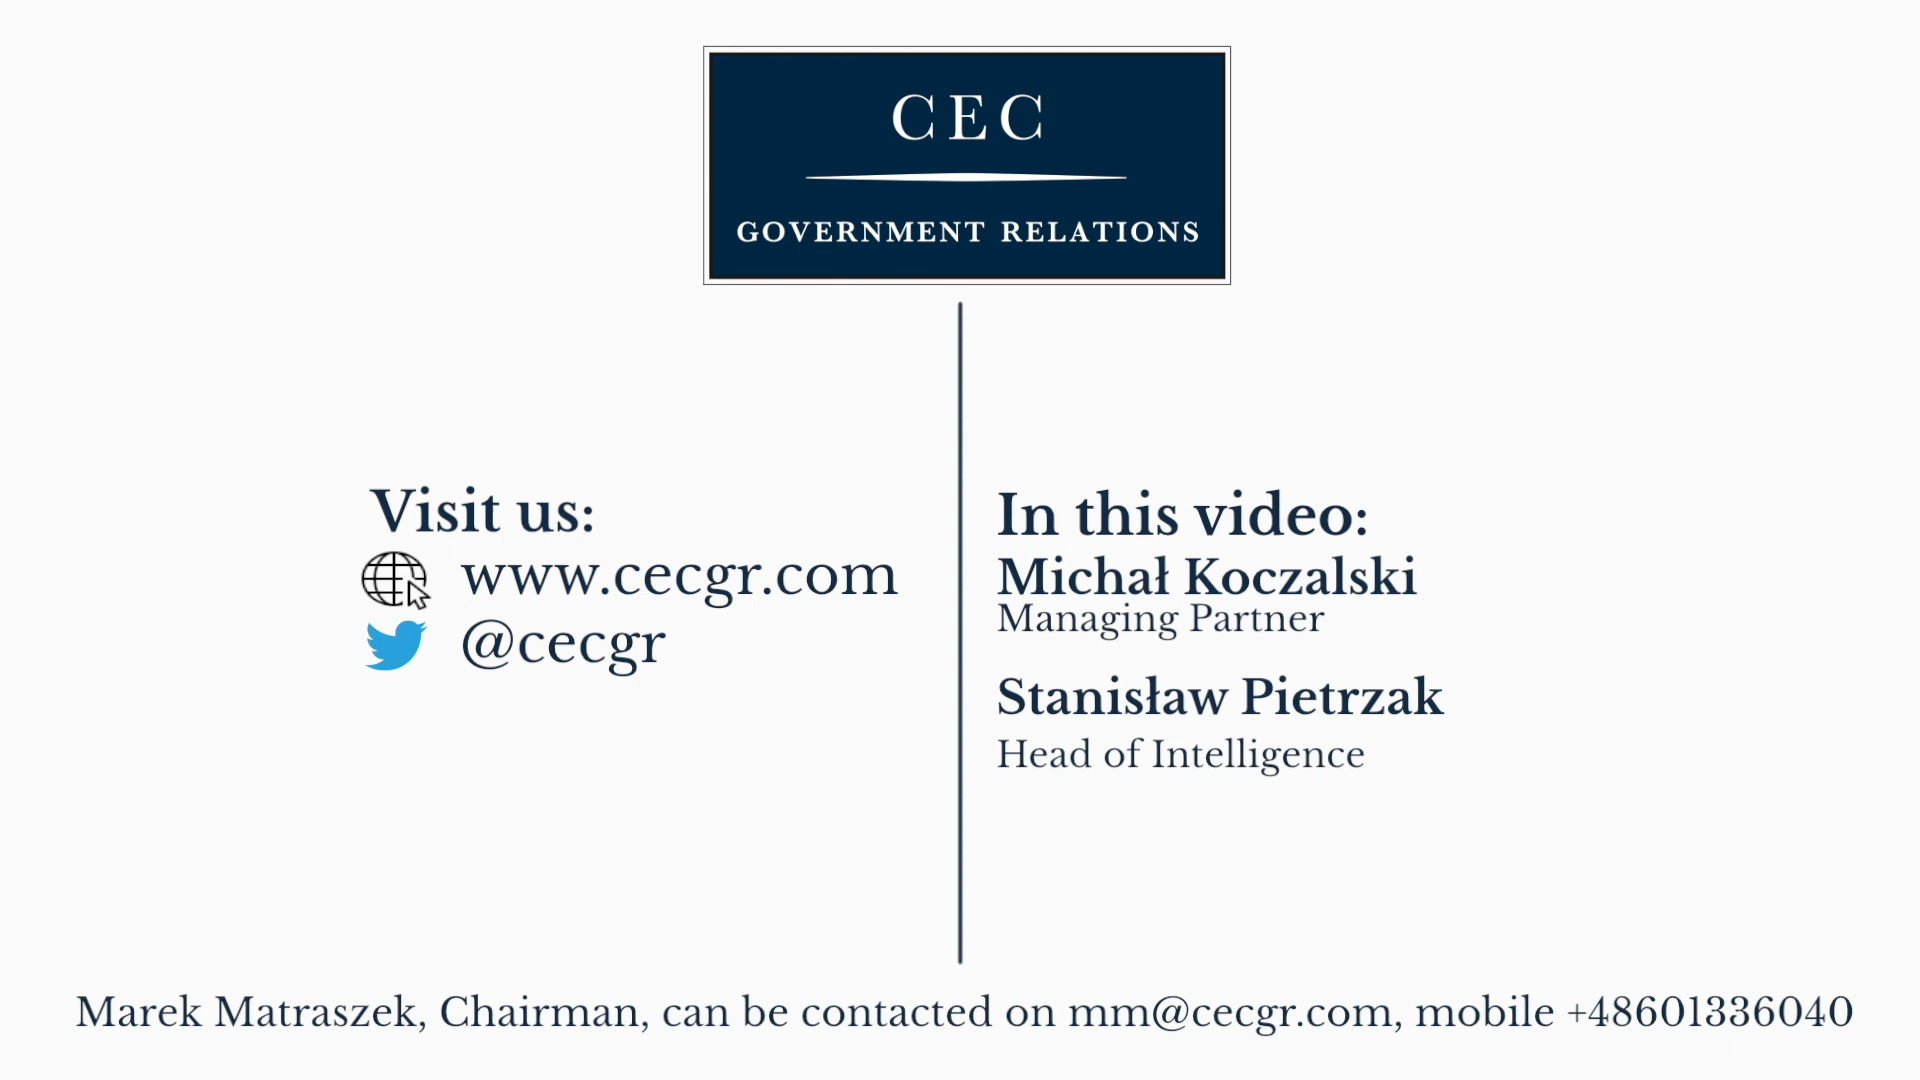 CEC
GOVERNMENT RELATIONS
Visit us:
www.cecgr.com
@cecgr
In this video:
Michał Koczalski
Managing Partner
Stanisław Pietrzak
Head of Intelligence
Marek Matraszek, Chairman, can be contacted on mm@cecgr.com, mobile +48601336040